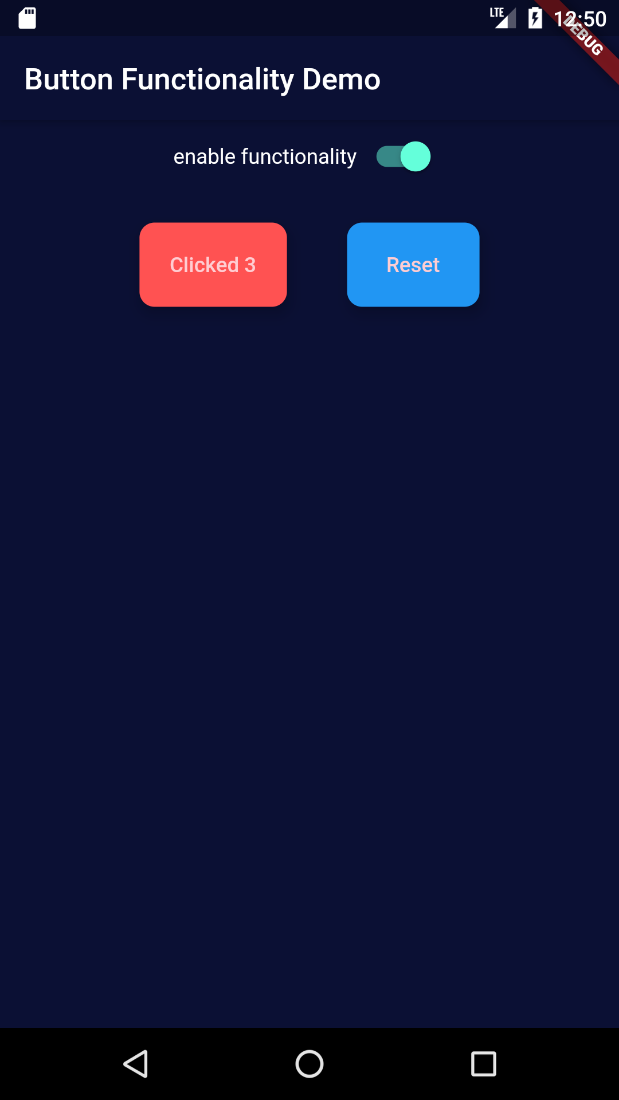 LTE 12:50
DEBUG
Button Functionality Demo
enable functionality
Clicked 3
Reset